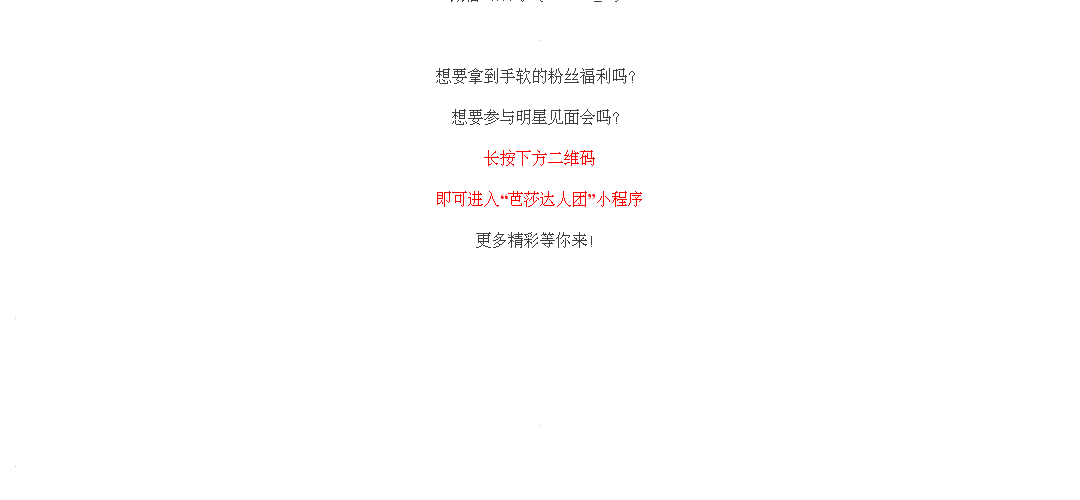 想要拿到手软的粉丝福利吗?
想要参与明星见面会吗?
长按下方二维码
即可进入“芭莎达人团”小程序
更多精彩等你来!